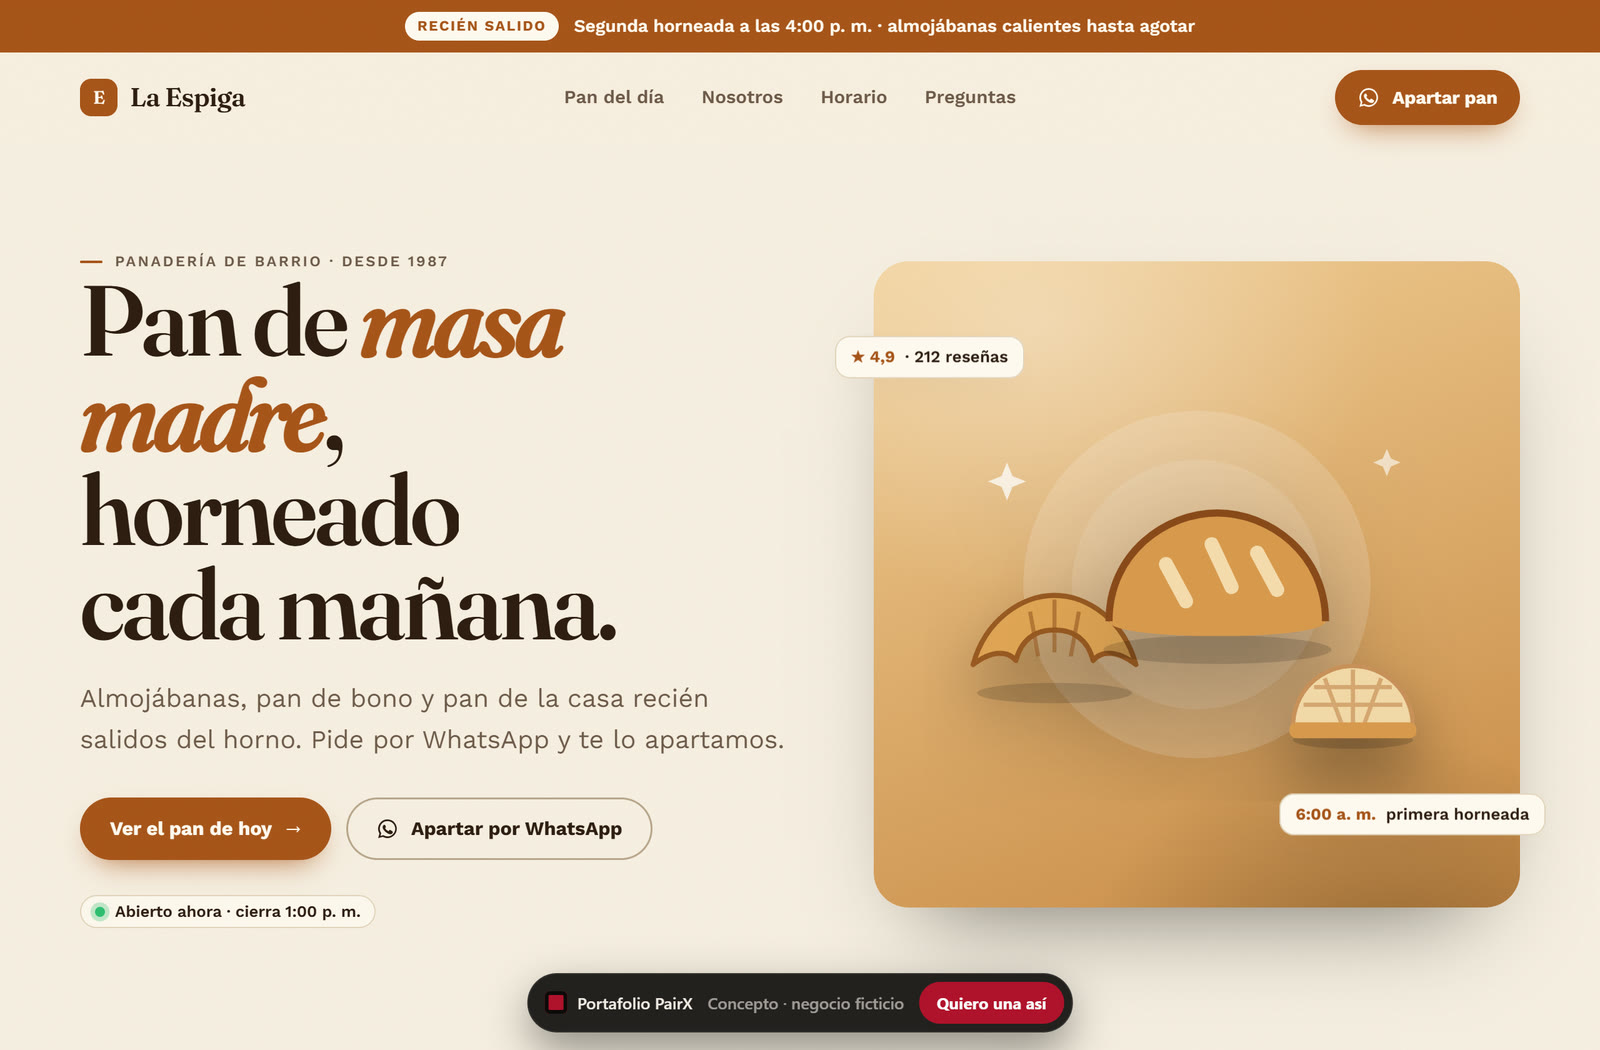 RECIÉN SALIDO Segunda horneada a las 4:00 p. m. · almojábanas calientes hasta agotar
E La Espiga Pan del día Nosotros Horario Preguntas Apartar pan
PANADERÍA DE BARRIO · DESDE 1987
Pan de masa
madre,
horneado
cada mañana.
Almojábanas, pan de bono y pan de la casa recién
salidos del horno. Pide por WhatsApp y te lo apartamos.
Ver el pan de hoy → Apartar por WhatsApp
Abierto ahora · cierra 1:00 p. m.
★ 4,9 · 212 reseñas
6:00 a. m. primera horneada
Portafolio PairX Concepto · negocio ficticio Quiero una así